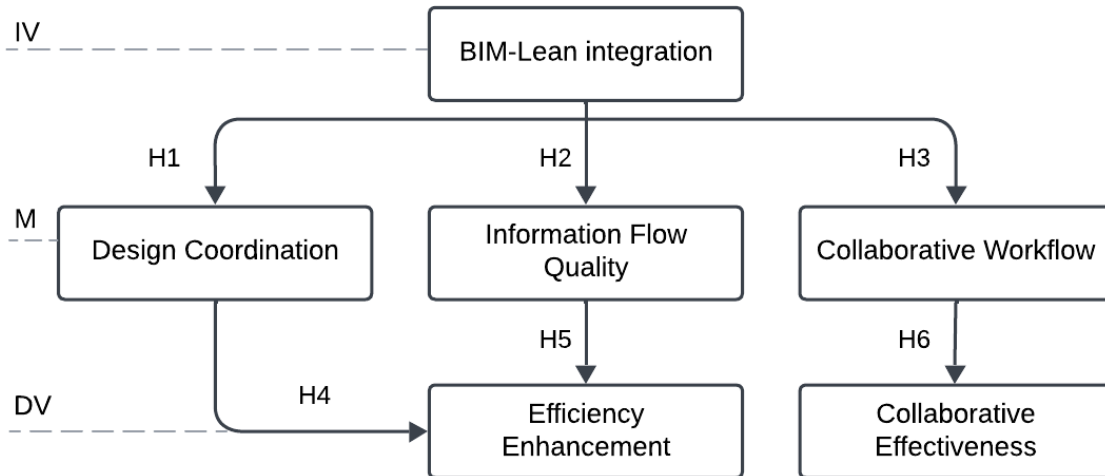 IV
BIM-Lean integration
H1
H2
H3
M
Design Coordination
Information Flow
Quality
Collaborative Workflow
H5
H6
H4
DV
Efficiency
Enhancement
Collaborative
Effectiveness